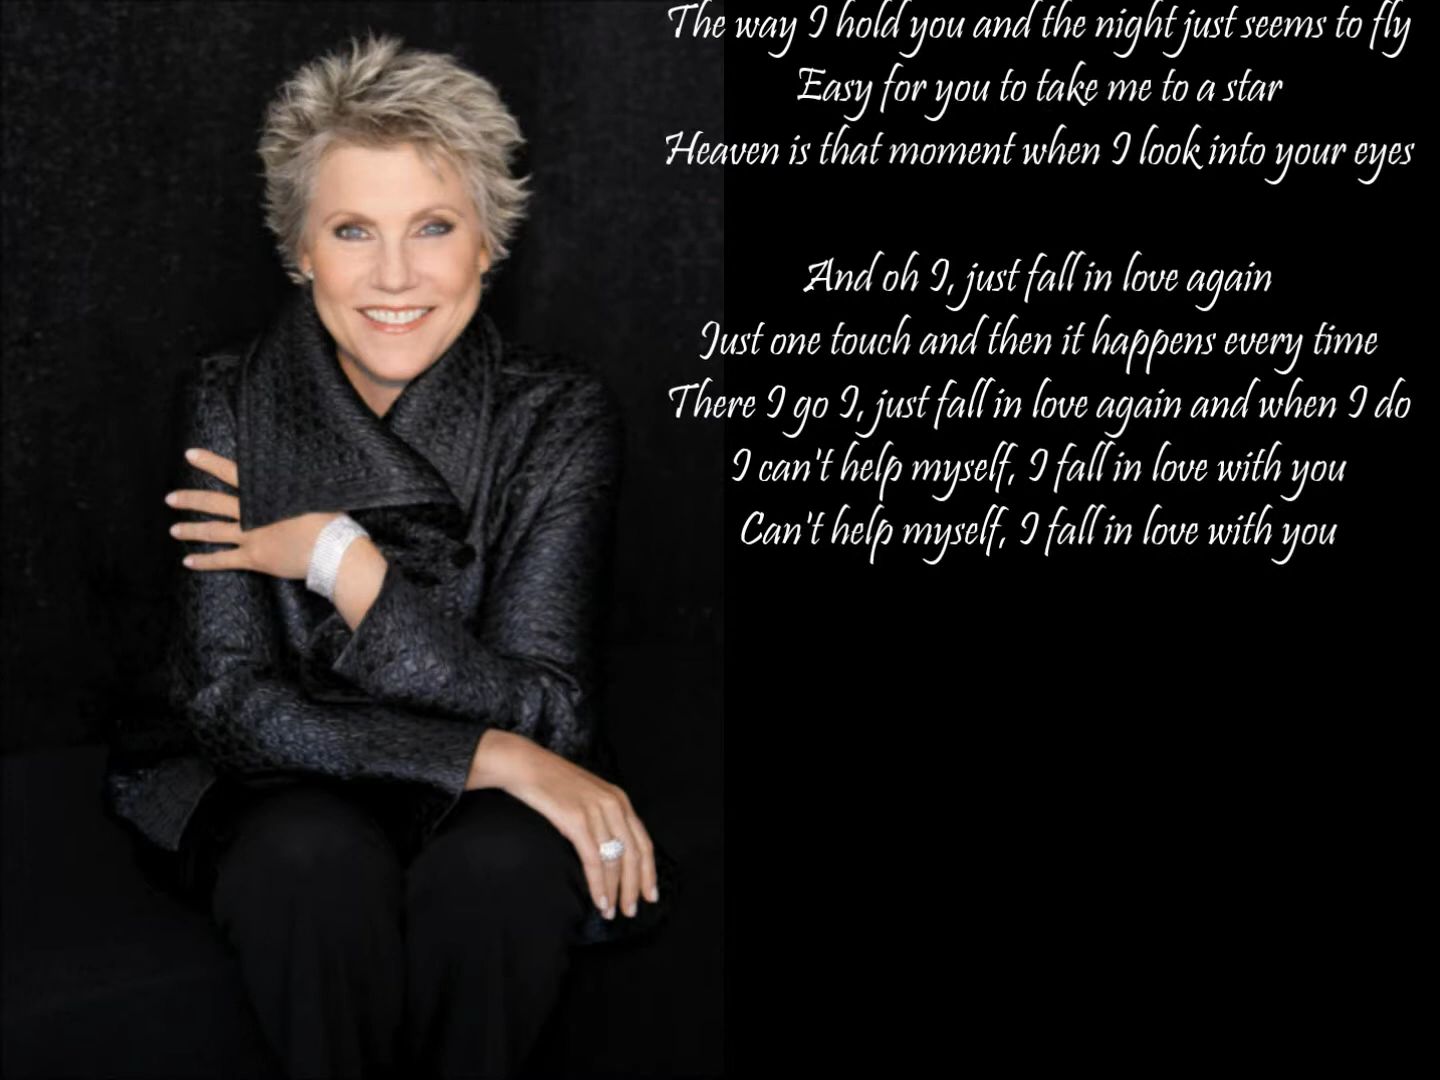 The way I hold you and the night just seems to fly
Easy for you to take me to a star
Heaven is that moment when I look into your eyes
And oh I, just fall in love again
Just one touch and then it happens every time
There I go I, just fall in love again and when I do
I can't help myself, I fall in love with you
Can't help myself, I fall in love with you